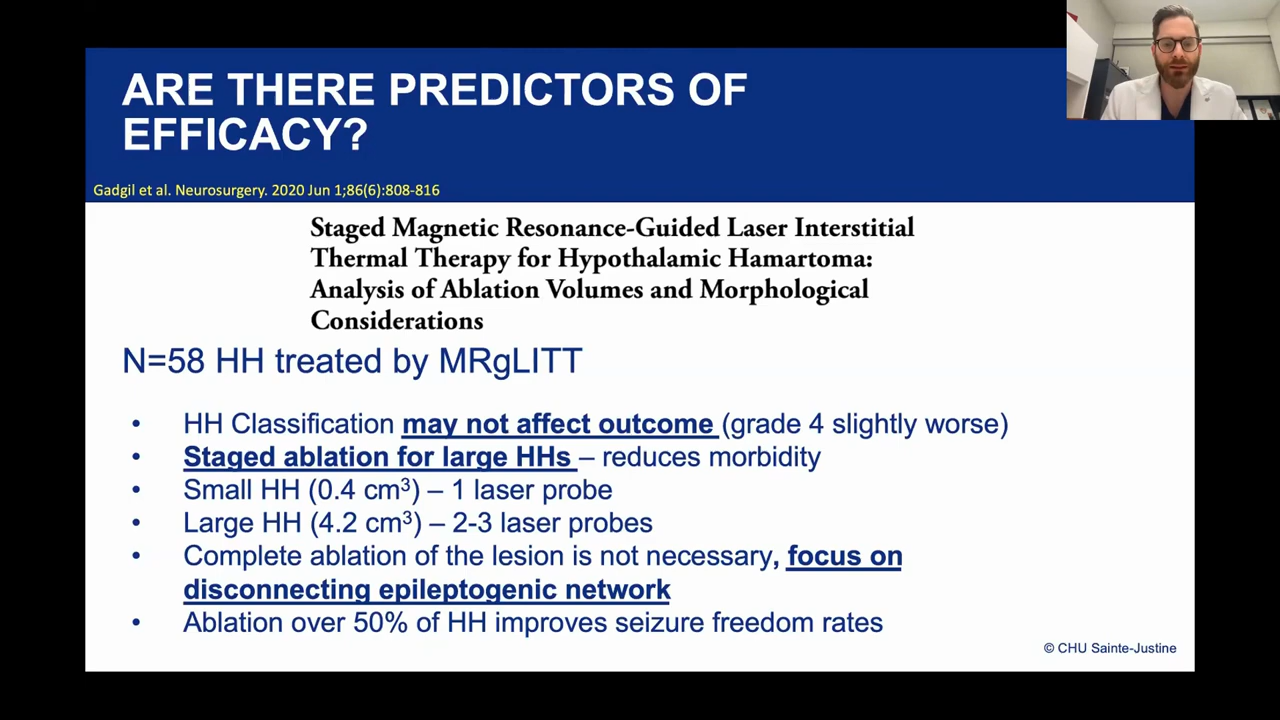 ARE THERE PREDICTORS OF
EFFICACY?
Gadgil et al. Neurosurgery. 2020 Jun 1;86(6):808-816
Staged Magnetic Resonance-Guided Laser Interstitial
Thermal Therapy for Hypothalamic Hamartoma:
Analysis of Ablation Volumes and Morphological
Considerations
N=58 HH treated by MRgLITT
• HH Classification may not affect outcome (grade 4 slightly worse)
• Staged ablation for large HHs – reduces morbidity
• Small HH (0.4 cm³) – 1 laser probe
• Large HH (4.2 cm³) – 2-3 laser probes
• Complete ablation of the lesion is not necessary, focus on
disconnecting epileptogenic network
• Ablation over 50% of HH improves seizure freedom rates
© CHU Sainte-Justine